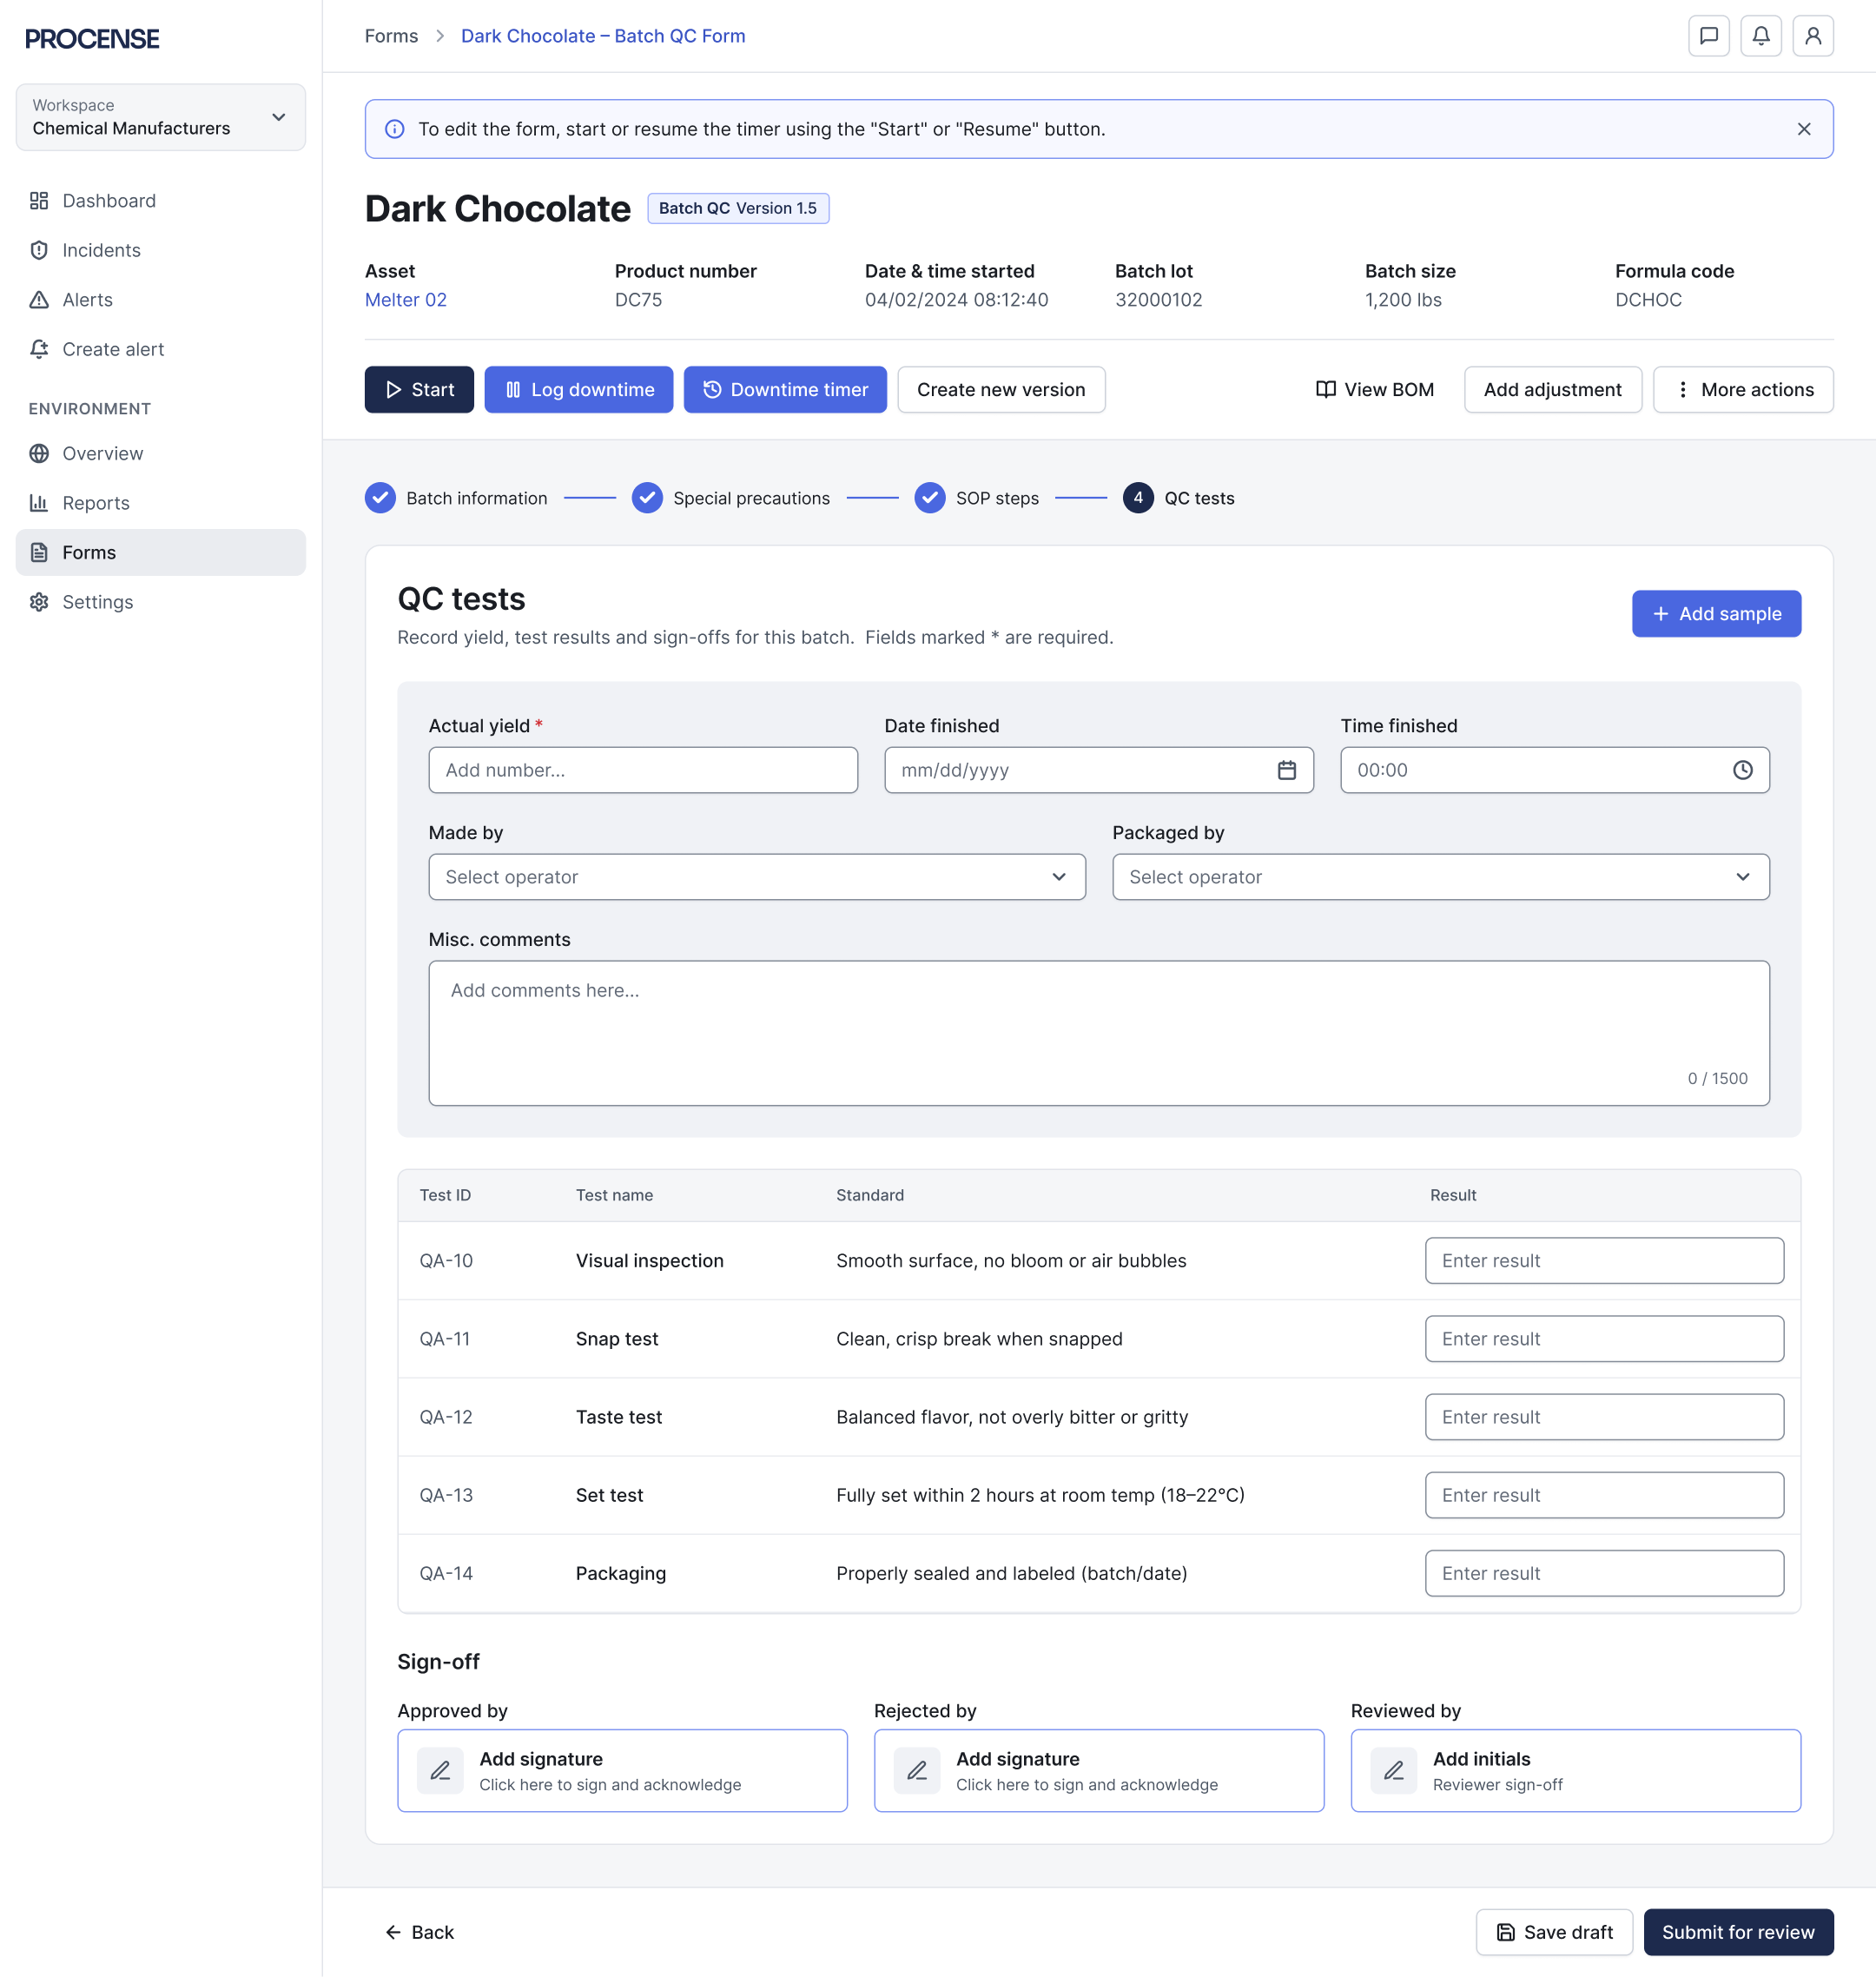 PROCENSE
Workspace
Chemical Manufacturers
Dashboard
Incidents
Alerts
Create alert
ENVIRONMENT
Overview
Reports
Forms
Settings
Forms > Dark Chocolate – Batch QC Form
To edit the form, start or resume the timer using the "Start" or "Resume" button.
Dark Chocolate Batch QC Version 1.5
Asset Product number Date & time started Batch lot Batch size Formula code
Melter 02 DC75 04/02/2024 08:12:40 32000102 1,200 lbs DCHOC
Start Log downtime Downtime timer Create new version View BOM Add adjustment More actions
Batch information Special precautions SOP steps 4 QC tests
QC tests
Record yield, test results and sign-offs for this batch. Fields marked * are required.
+ Add sample
Actual yield * Date finished Time finished
Add number... mm/dd/yyyy 00:00
Made by Packaged by
Select operator Select operator
Misc. comments
Add comments here...
0 / 1500
Test ID Test name Standard Result
QA-10 Visual inspection Smooth surface, no bloom or air bubbles Enter result
QA-11 Snap test Clean, crisp break when snapped Enter result
QA-12 Taste test Balanced flavor, not overly bitter or gritty Enter result
QA-13 Set test Fully set within 2 hours at room temp (18–22°C) Enter result
QA-14 Packaging Properly sealed and labeled (batch/date) Enter result
Sign-off
Approved by Rejected by Reviewed by
Add signature Add signature Add initials
Click here to sign and acknowledge Click here to sign and acknowledge Reviewer sign-off
Back Save draft Submit for review